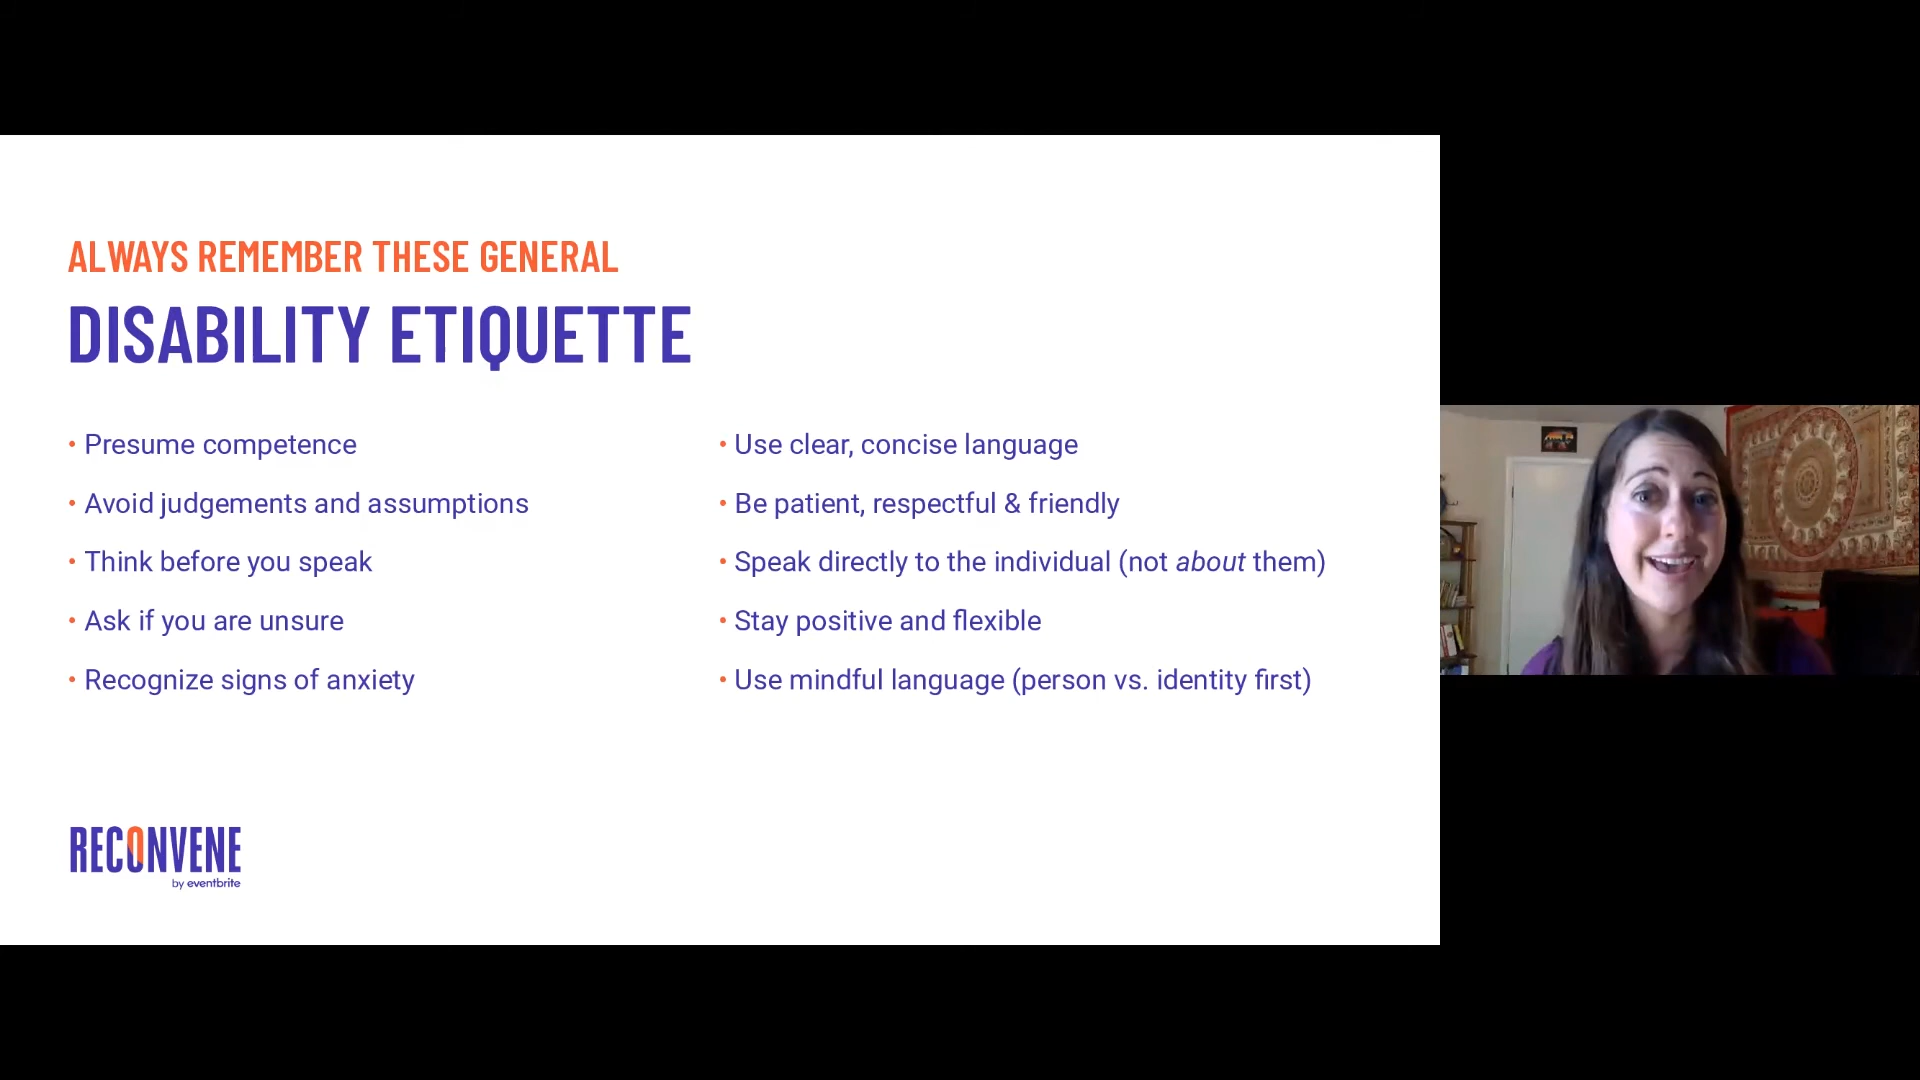 ALWAYS REMEMBER THESE GENERAL
DISABILITY ETIQUETTE
• Presume competence
• Avoid judgements and assumptions
• Think before you speak
• Ask if you are unsure
• Recognize signs of anxiety
• Use clear, concise language
• Be patient, respectful & friendly
• Speak directly to the individual (not about them)
• Stay positive and flexible
• Use mindful language (person vs. identity first)
RECONVENE
by eventbrite